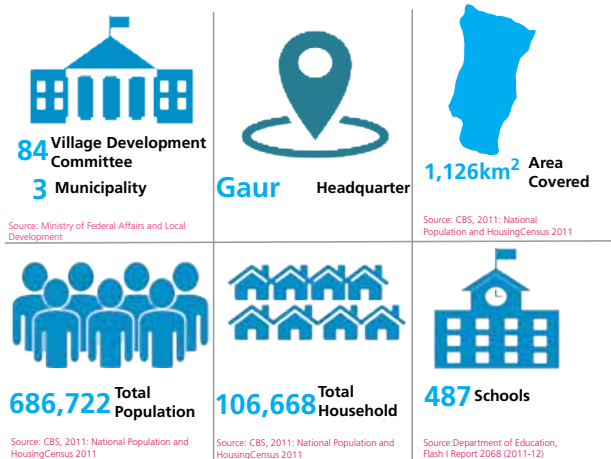 84 Village Development
Committee
3 Municipality
Source: Ministry of Federal Affairs and Local
Development
Gaur Headquarter
1,126km² Area
Covered
Source: CBS, 2011: National
Population and HousingCensus 2011
686,722 Total
Population
Source: CBS, 2011: National Population and
HousingCensus 2011
106,668 Total
Household
Source: CBS, 2011: National Population and
HousingCensus 2011
487 Schools
Source:Department of Education,
Flash I Report 2068 (2011-12)